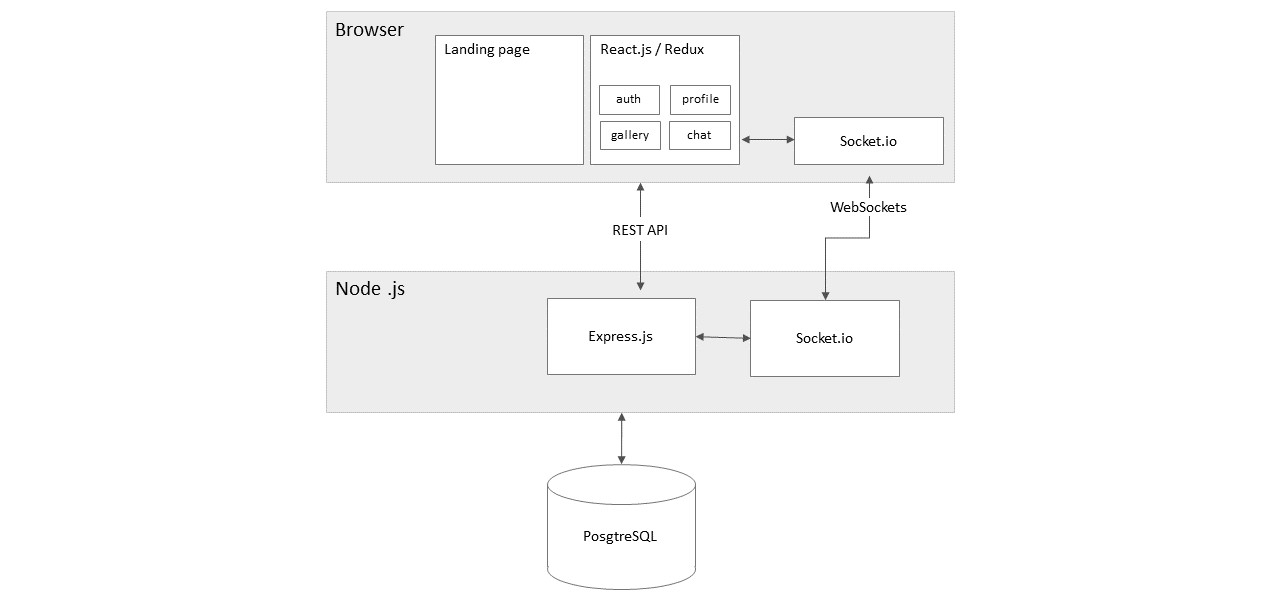 Browser
Landing page
React.js / Redux
auth
profile
gallery
chat
Socket.io
WebSockets
REST API
Node .js
Express.js
Socket.io
PosgtreSQL